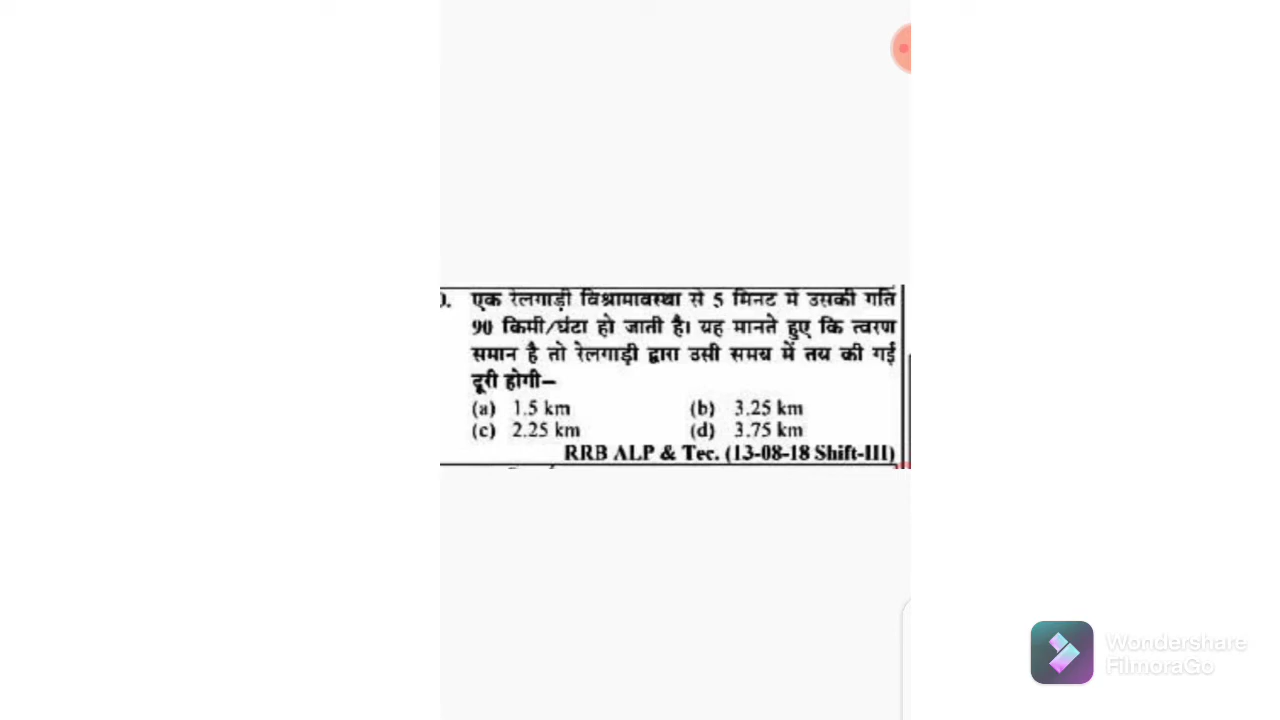 0. एक रेलगाड़ी विश्रामावस्था से 5 मिनट में उसकी गति
90 किमी/घंटा हो जाती है। यह मानते हुए कि त्वरण
समान है तो रेलगाड़ी द्वारा उसी समय में तय की गई
दूरी होगी–
(a) 1.5 km (b) 3.25 km
(c) 2.25 km (d) 3.75 km
RRB ALP & Tec. (13-08-18 Shift-III)
Wondershare
FilmoraGo